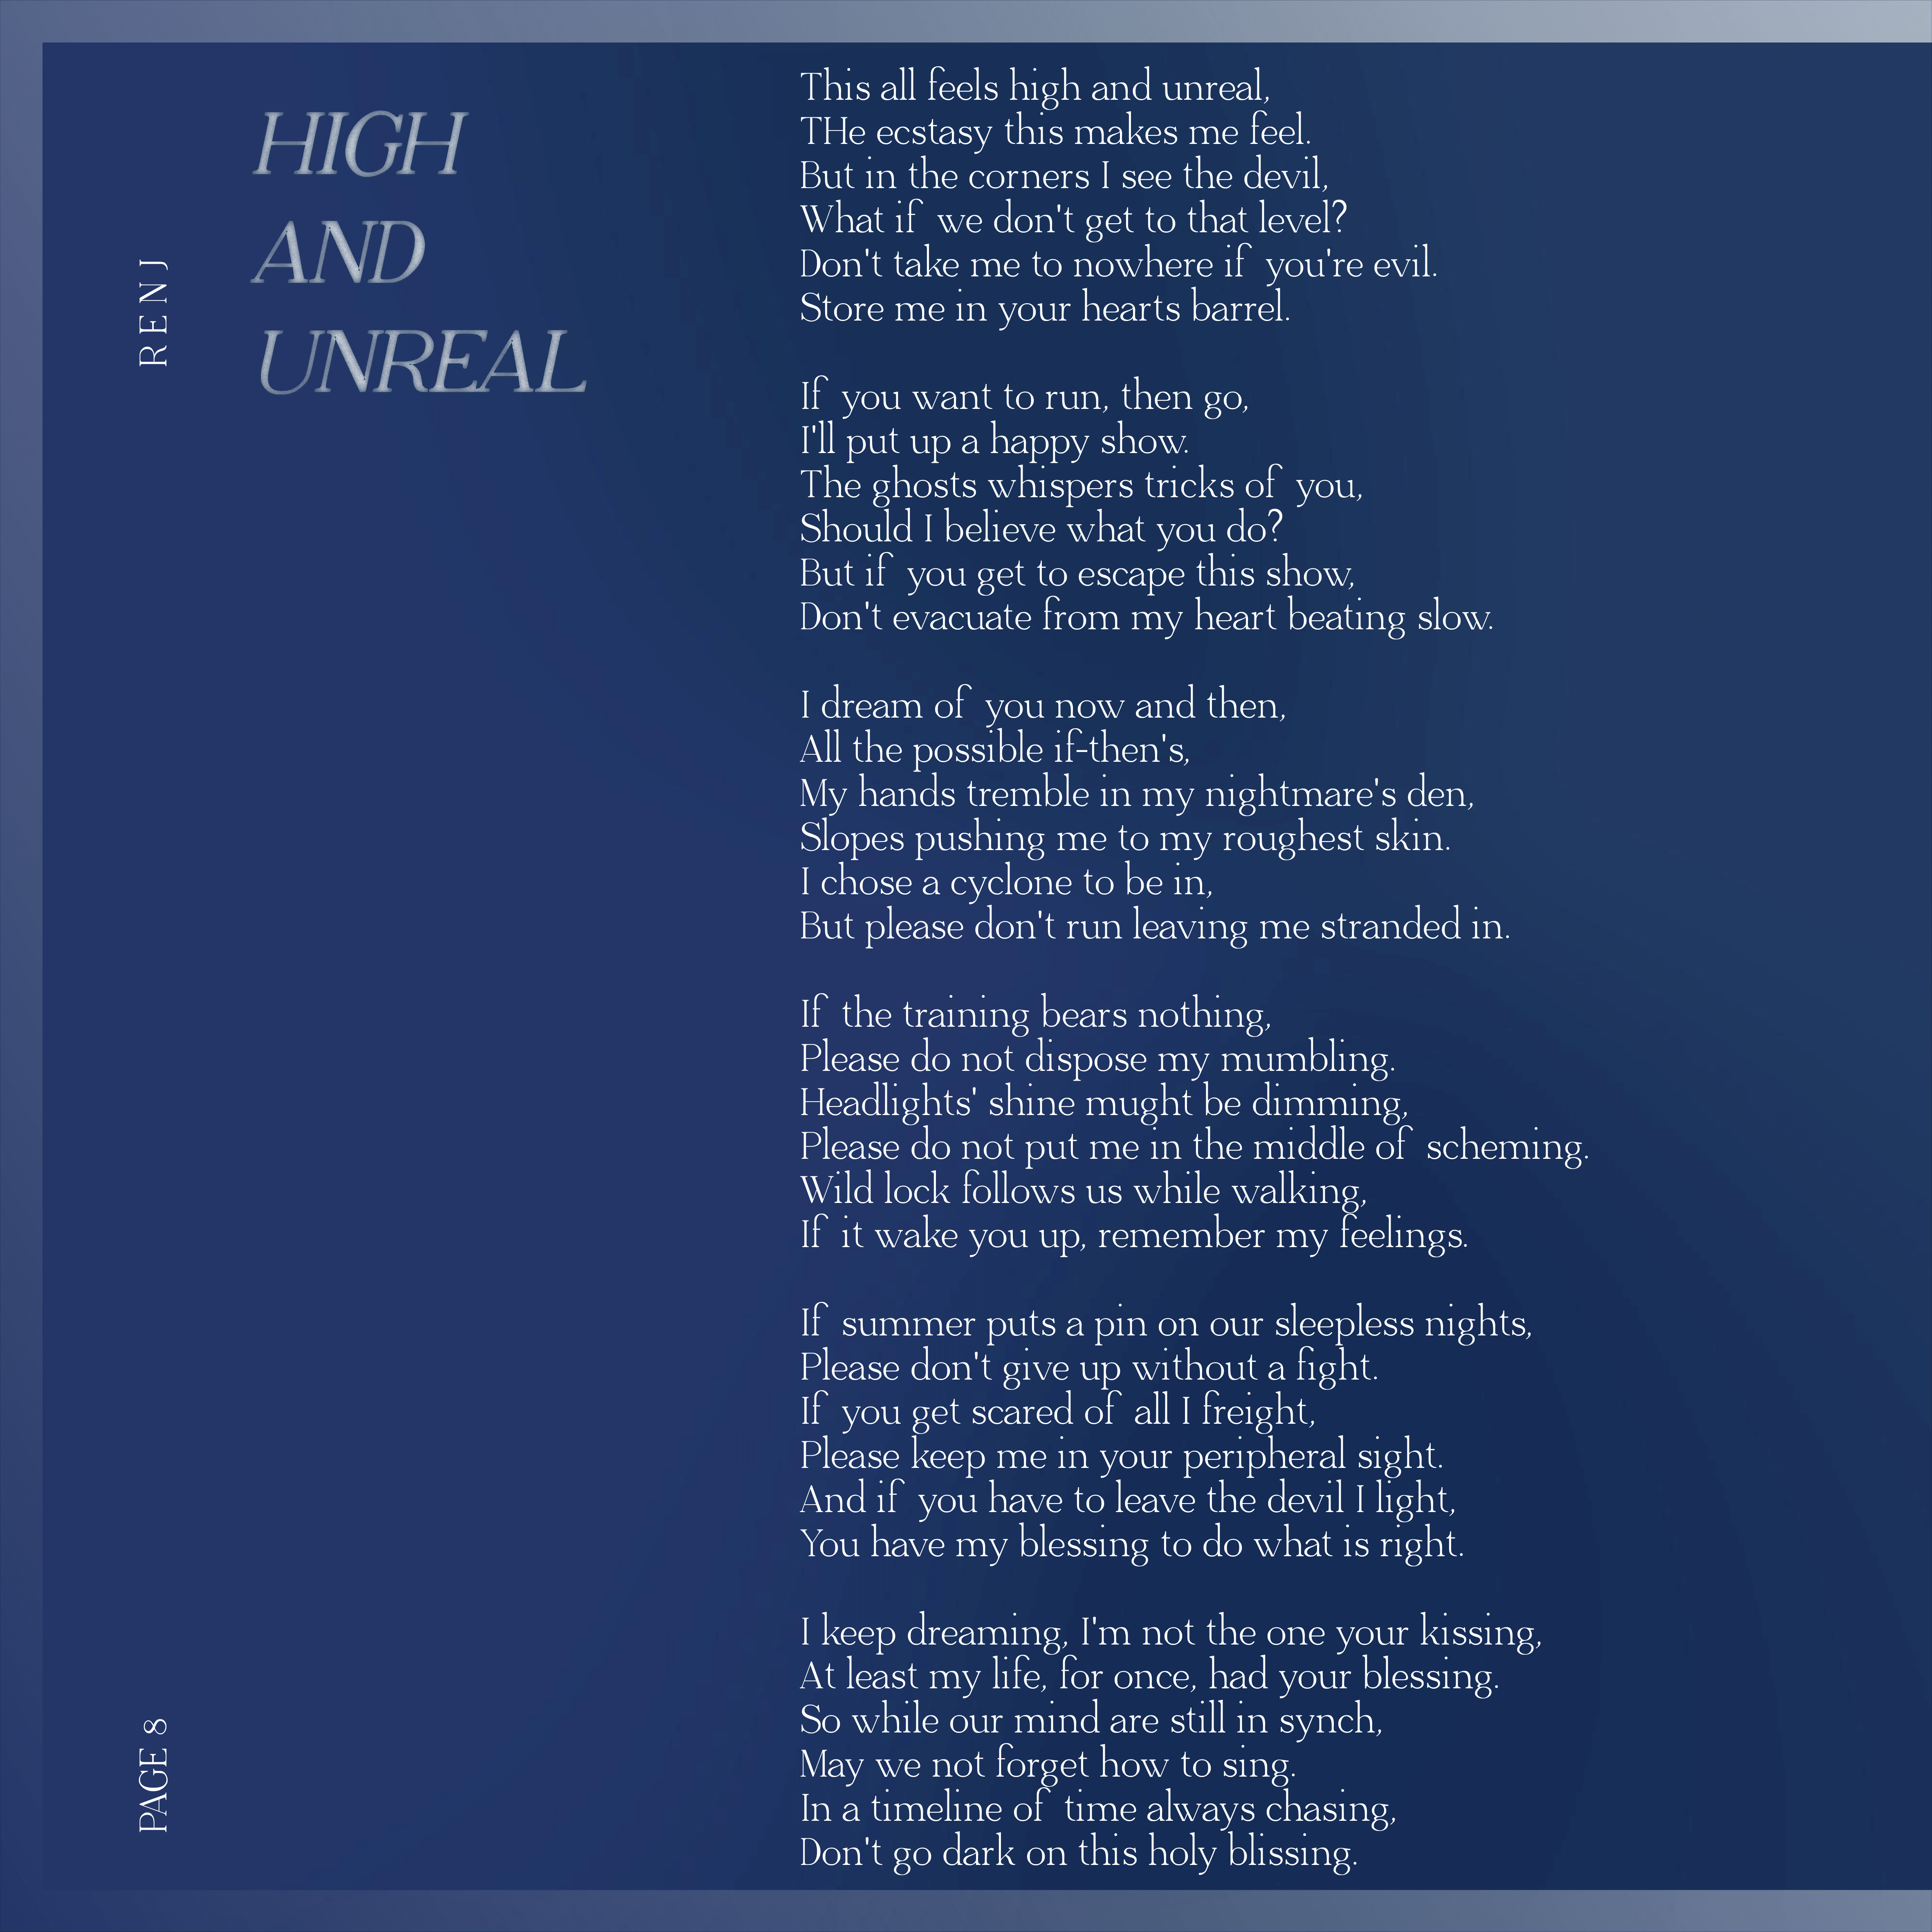 HIGH
AND
UNREAL
RENJ
PAGE 8
This all feels high and unreal,
THe ecstasy this makes me feel.
But in the corners I see the devil,
What if we don't get to that level?
Don't take me to nowhere if you're evil.
Store me in your hearts barrel.
If you want to run, then go,
I'll put up a happy show.
The ghosts whispers tricks of you,
Should I believe what you do?
But if you get to escape this show,
Don't evacuate from my heart beating slow.
I dream of you now and then,
All the possible if-then's,
My hands tremble in my nightmare's den,
Slopes pushing me to my roughest skin.
I chose a cyclone to be in,
But please don't run leaving me stranded in.
If the training bears nothing,
Please do not dispose my mumbling.
Headlights' shine mught be dimming,
Please do not put me in the middle of scheming.
Wild lock follows us while walking,
If it wake you up, remember my feelings.
If summer puts a pin on our sleepless nights,
Please don't give up without a fight.
If you get scared of all I freight,
Please keep me in your peripheral sight.
And if you have to leave the devil I light,
You have my blessing to do what is right.
I keep dreaming, I'm not the one your kissing,
At least my life, for once, had your blessing.
So while our mind are still in synch,
May we not forget how to sing.
In a timeline of time always chasing,
Don't go dark on this holy blissing.